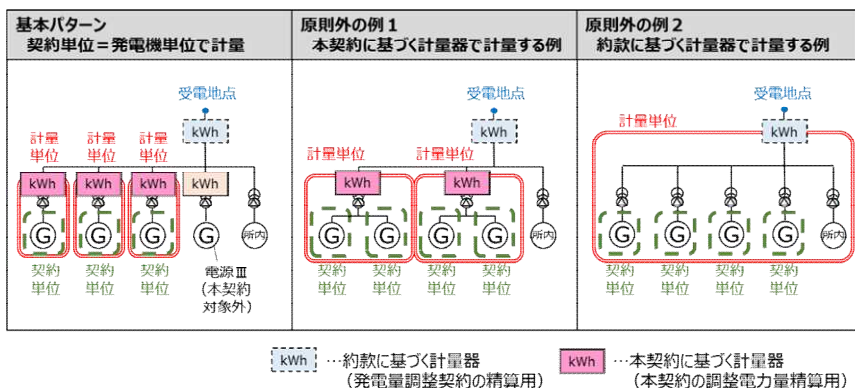 基本パターン
契約単位=発電機単位で計量
受電地点
kWh
計量
単位
計量
単位
計量
単位
kWh
kWh
kWh
kWh
G
G
G
G
所内
契約
単位
契約
単位
契約
単位
電源Ⅲ
(本契約
対象外)
原則外の例1
本契約に基づく計量器で計量する例
受電地点
kWh
計量単位
計量単位
kWh
kWh
G
G
G
G
所内
契約
単位
契約
単位
契約
単位
契約
単位
原則外の例2
約款に基づく計量器で計量する例
受電地点
計量単位
kWh
G
G
G
G
所内
契約
単位
契約
単位
契約
単位
契約
単位
kWh …約款に基づく計量器
(発電量調整契約の精算用)
kWh …本契約に基づく計量器
(本契約の調整電力量精算用)